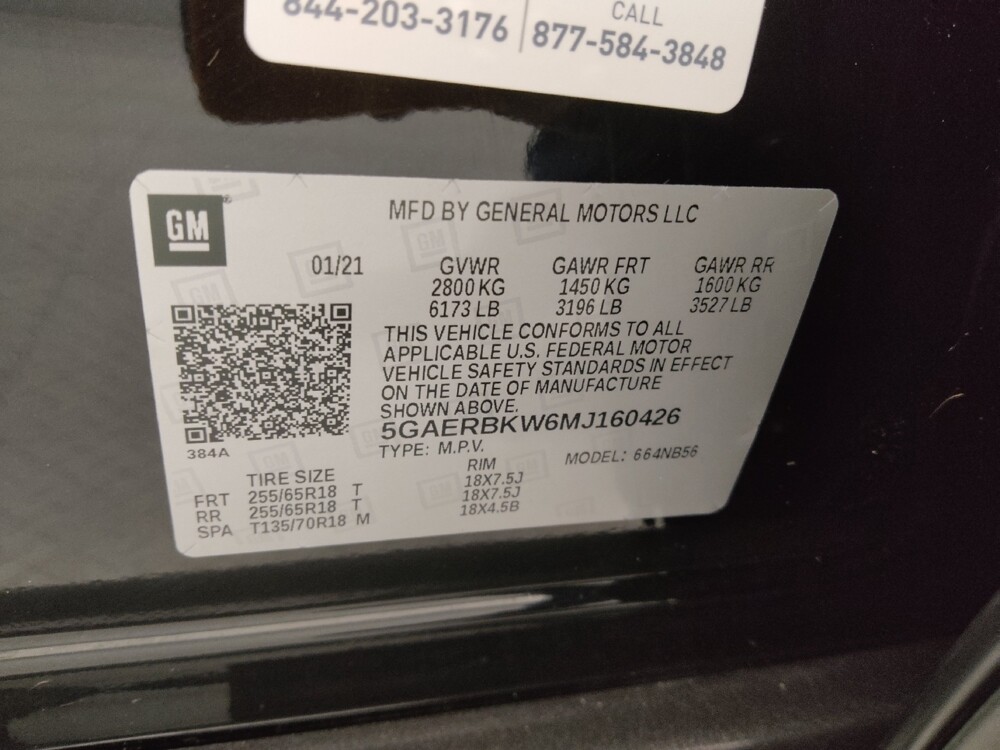 844-203-3176
CALL
877-584-3848
GM
MFD BY GENERAL MOTORS LLC
01/21
GVWR GAWR FRT GAWR RR
2800 KG 1450 KG 1600 KG
6173 LB 3196 LB 3527 LB
THIS VEHICLE CONFORMS TO ALL
APPLICABLE U.S. FEDERAL MOTOR
VEHICLE SAFETY STANDARDS IN EFFECT
ON THE DATE OF MANUFACTURE
SHOWN ABOVE.
5GAERBKW6MJ160426
384A
TYPE: M.P.V. MODEL: 664NB56
TIRE SIZE RIM
FRT 255/65R18 T 18X7.5J
RR 255/65R18 T 18X7.5J
SPA T135/70R18 M 18X4.5B